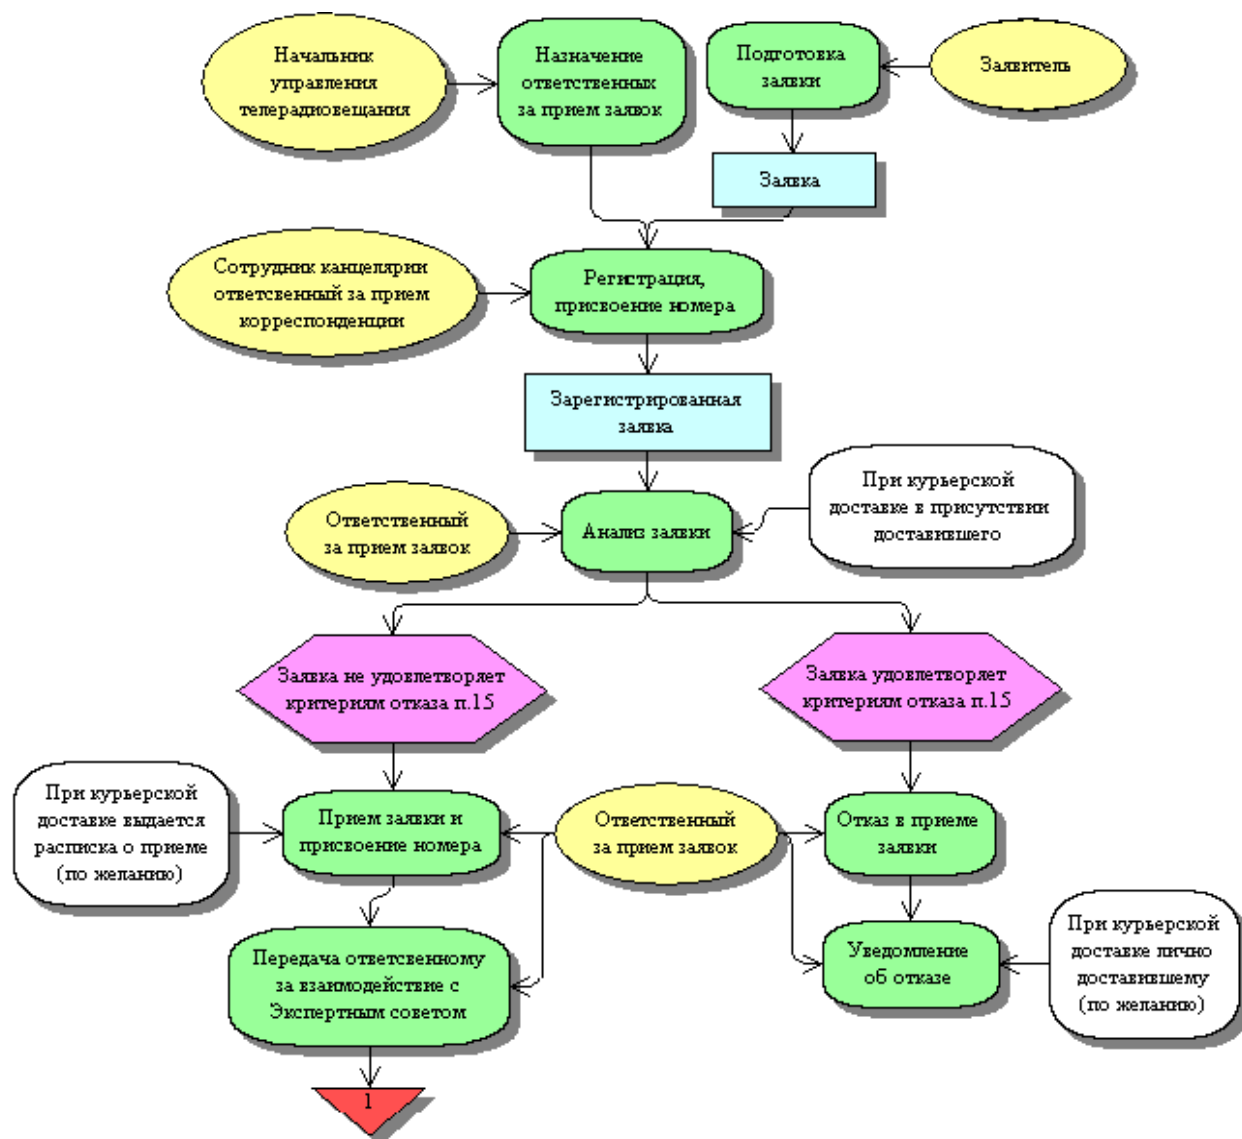 Начальник
управления
телерадиовещания
Назначение
ответственных
за прием заявок
Подготовка
заявки
Заявитель
Заявка
Сотрудник канцелярии
ответсвенный за прием
корреспонденции
Регистрация,
присвоение номера
Зарегистрированная
заявка
Ответственный
за прием заявок
Анализ заявки
При курьерской
доставке в присутствии
доставившего
Заявка не удовлетворяет
критериям отказа п.15
Заявка удовлетворяет
критериям отказа п.15
При курьерской
доставке выдается
расписка о приеме
(по желанию)
Прием заявки и
присвоение номера
Ответственный
за прием заявок
Отказ в приеме
заявки
Передача ответсвенному
за взаимодействие с
Экспертным советом
Уведомление
об отказе
При курьерской
доставке лично
доставившему
(по желанию)
1